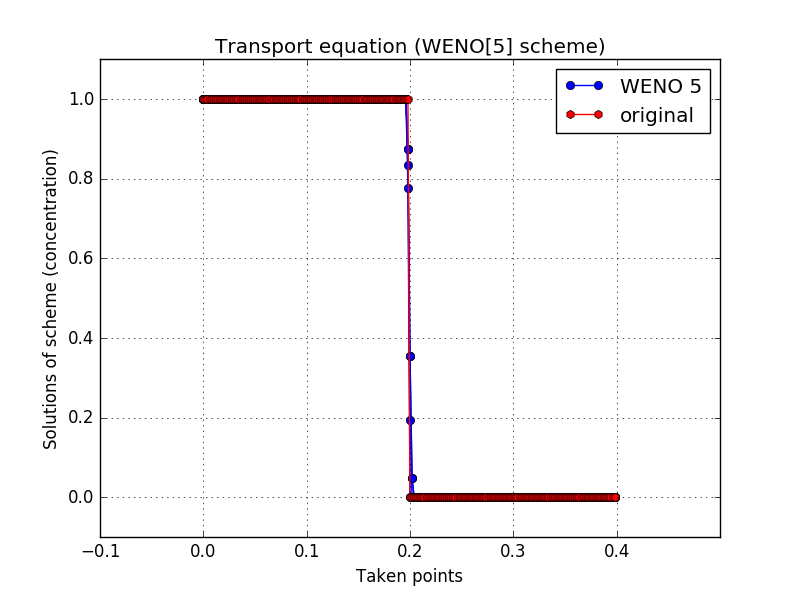 Transport equation (WENO[5] scheme)
WENO 5
original
Solutions of scheme (concentration)
1.0
0.8
0.6
0.4
0.2
0.0
−0.1
0.0
0.1
0.2
0.3
0.4
Taken points